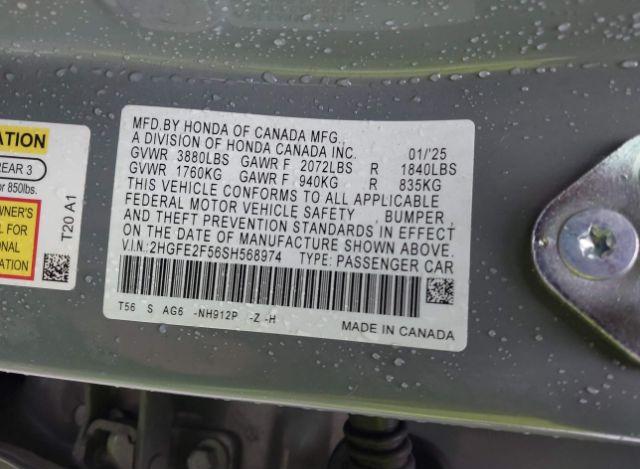 MFD.BY HONDA OF CANADA MFG.
A DIVISION OF HONDA CANADA INC. 01/'25
GVWR 3880LBS GAWR F 2072LBS R 1840LBS
GVWR 1760KG GAWR F 940KG R 835KG
THIS VEHICLE CONFORMS TO ALL APPLICABLE
FEDERAL MOTOR VEHICLE SAFETY, BUMPER,
AND THEFT PREVENTION STANDARDS IN EFFECT
ON THE DATE OF MANUFACTURE SHOWN ABOVE.
V.I.N:2HGFE2F56SH568974 TYPE: PASSENGER CAR
T56 S AG6 -NH912P -Z -H
MADE IN CANADA
ATION
REAR 3
or 850lbs.
WNER'S
L FOR
ONAL
ATION
T20 A1